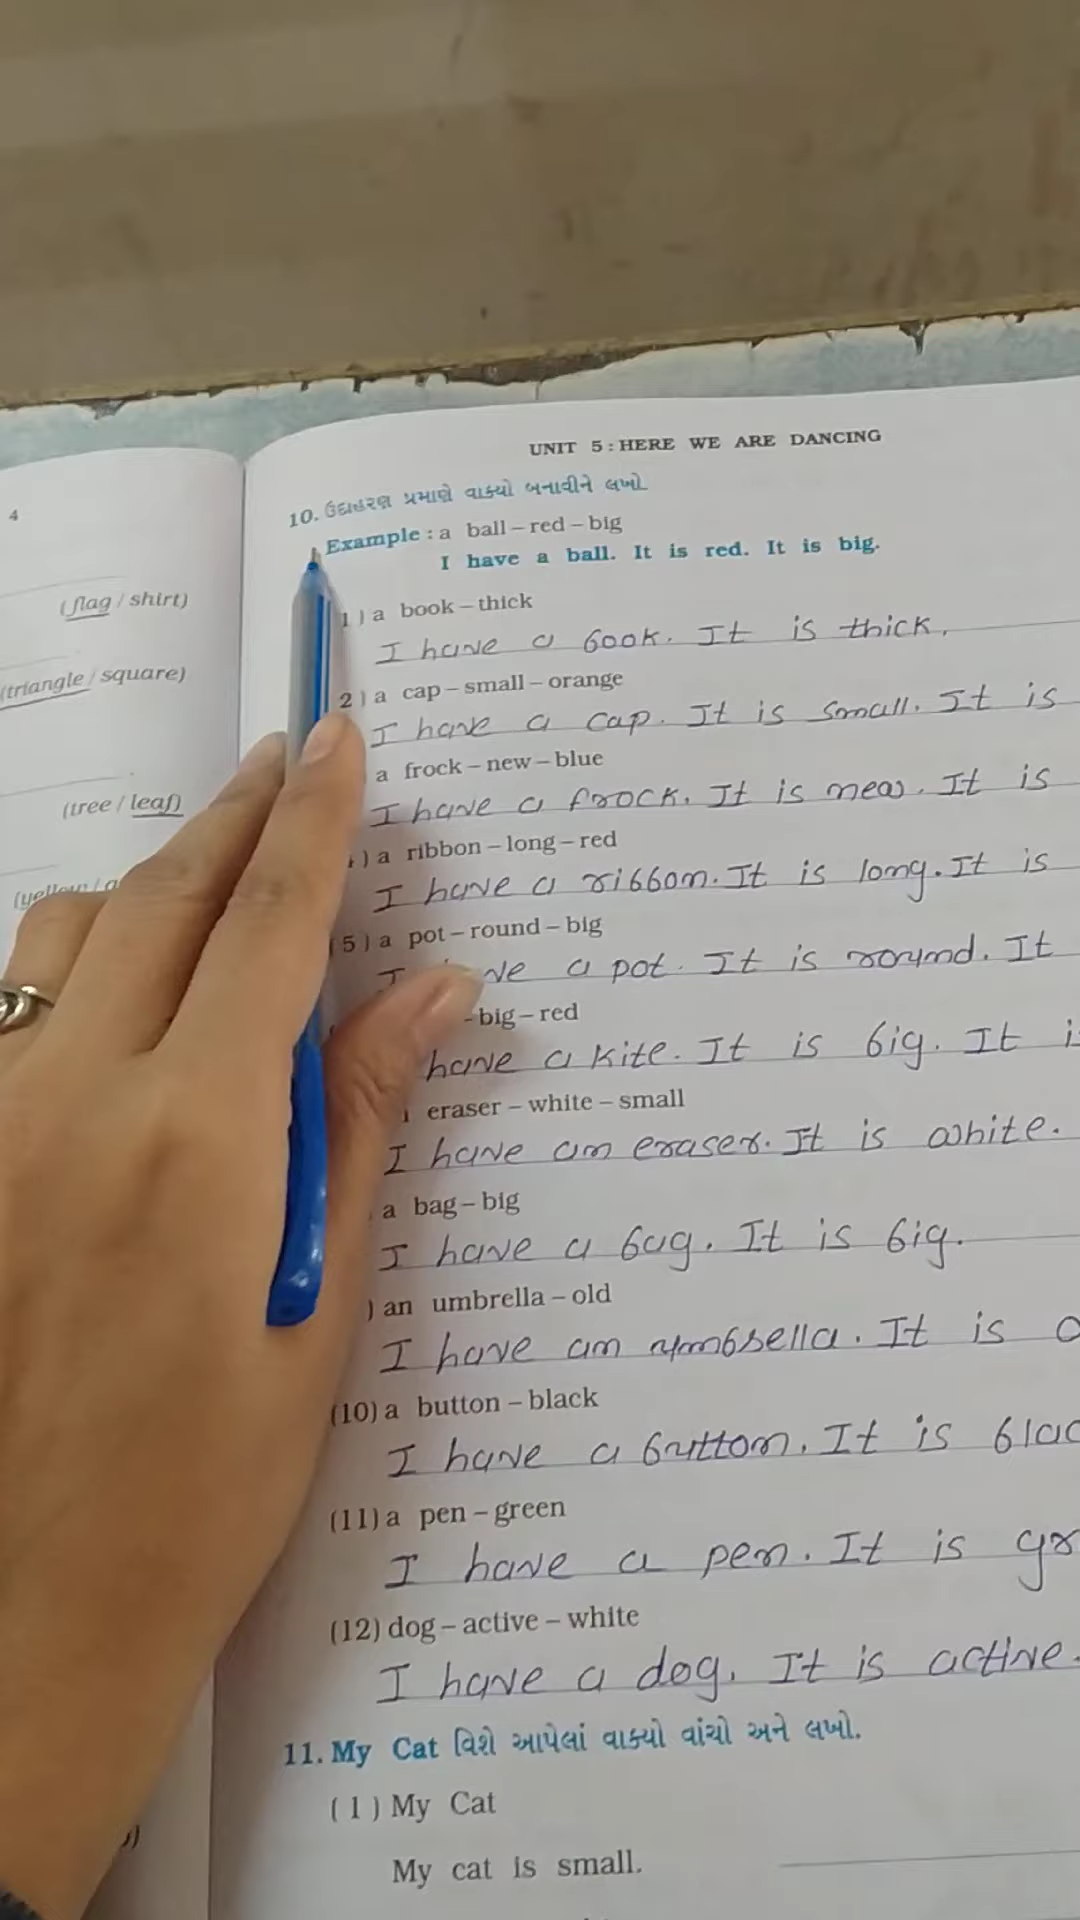 4
(flag / shirt)
(triangle / square)
(tree / leaf)
(yellow /
UNIT 5 : HERE WE ARE DANCING
10. ઉદાહરણ પ્રમાણે વાક્યો બનાવીને લખો
Example : a ball – red – big
I have a ball. It is red. It is big.
1 ) a book – thick
I have a book. It is thick.
2 ) a cap – small – orange
I have a cap. It is small. It is
a frock – new – blue
I have a frock. It is new. It is
) a ribbon – long – red
I have a ribbon. It is long. It is
( 5 ) a pot – round – big
I have a pot. It is round. It
– big – red
have a kite. It is big. It is
eraser – white – small
I have an eraser. It is white.
a bag – big
I have a bag. It is big.
) an umbrella – old
I have an umbrella. It is
(10) a button – black
I have a button. It is blac
(11) a pen – green
I have a pen. It is gr
(12) dog – active – white
I have a dog. It is active.
11. My Cat વિશે આપેલાં વાક્યો વાંચો અને લખો.
( 1 ) My Cat
My cat is small.